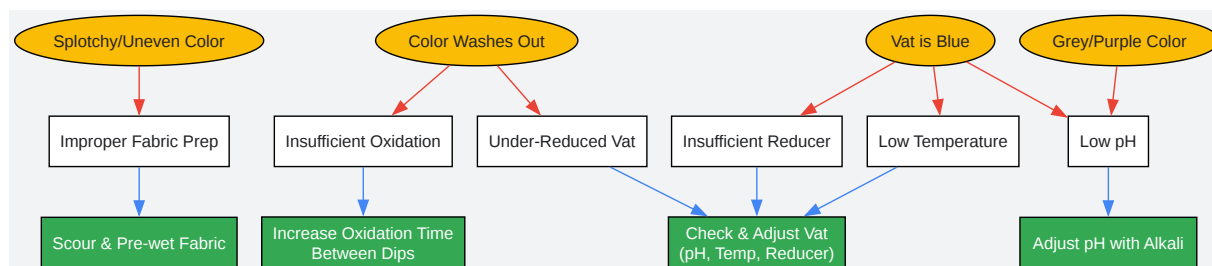 Splotchy/Uneven Color
Color Washes Out
Vat is Blue
Grey/Purple Color
Improper Fabric Prep
Insufficient Oxidation
Under-Reduced Vat
Insufficient Reducer
Low Temperature
Low pH
Scour & Pre-wet Fabric
Increase Oxidation Time
Between Dips
Check & Adjust Vat
(pH, Temp, Reducer)
Adjust pH with Alkali